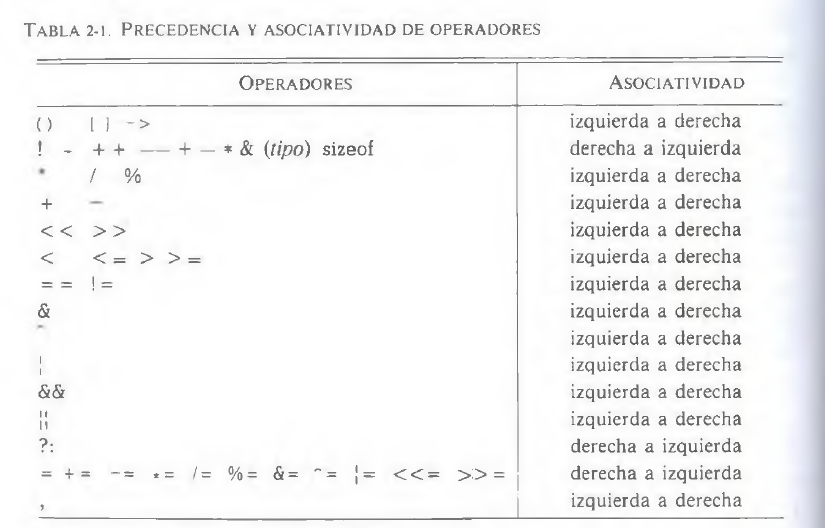 TABLA 2-1. PRECEDENCIA Y ASOCIATIVIDAD DE OPERADORES
OPERADORES ASOCIATIVIDAD
() [ ] -> izquierda a derecha
! ~ ++ -- + - * & (tipo) sizeof derecha a izquierda
* / % izquierda a derecha
+ - izquierda a derecha
<< >> izquierda a derecha
< <= > >= izquierda a derecha
== != izquierda a derecha
& izquierda a derecha
^ izquierda a derecha
¦ izquierda a derecha
&& izquierda a derecha
¦¦ izquierda a derecha
?: derecha a izquierda
= += -= *= /= %= &= ^= ¦= <<= >>= derecha a izquierda
, izquierda a derecha